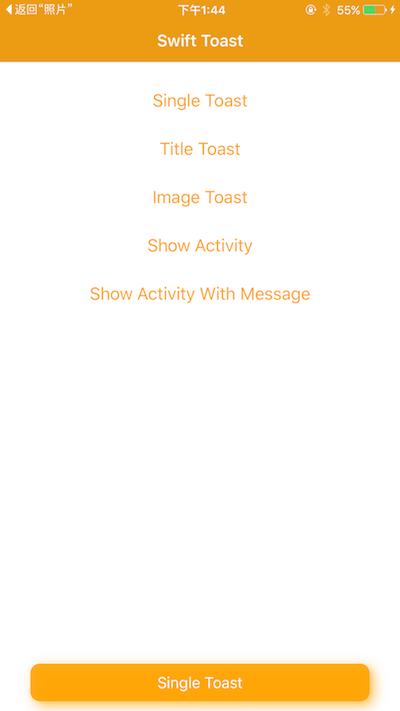 返回“照片” 下午1:44 55%
Swift Toast
Single Toast
Title Toast
Image Toast
Show Activity
Show Activity With Message
Single Toast